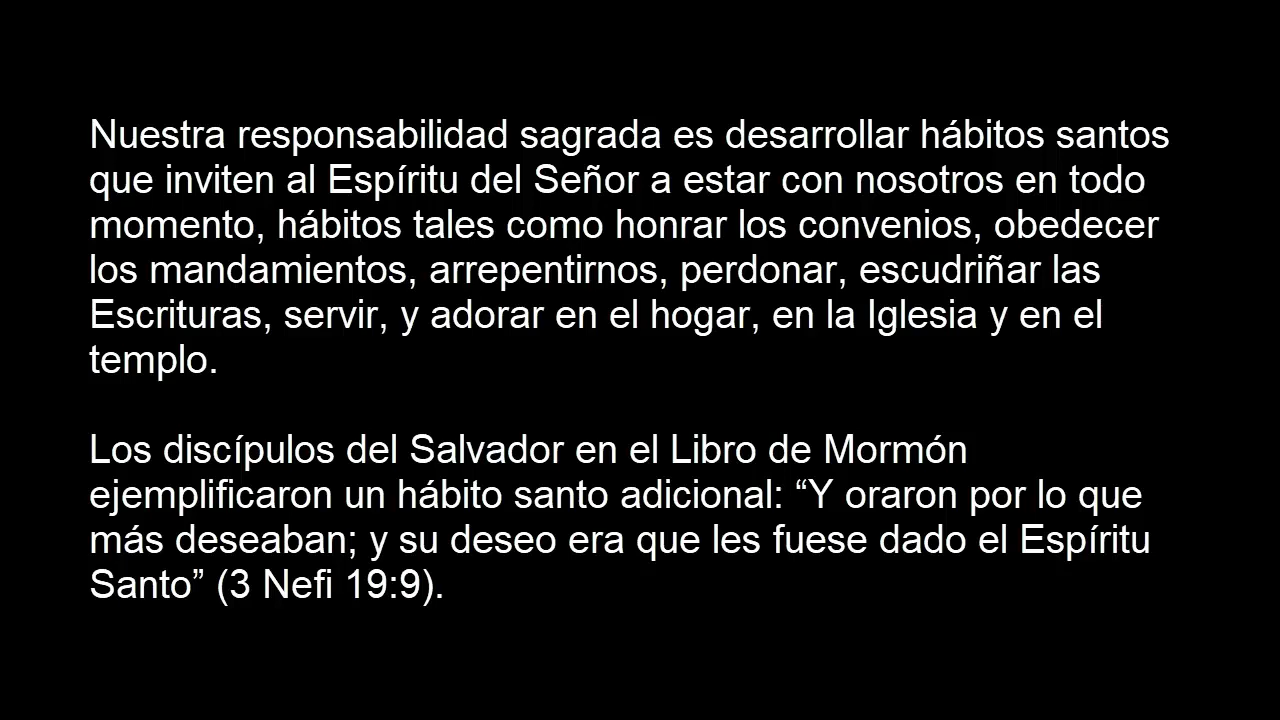 Nuestra responsabilidad sagrada es desarrollar hábitos santos
que inviten al Espíritu del Señor a estar con nosotros en todo
momento, hábitos tales como honrar los convenios, obedecer
los mandamientos, arrepentirnos, perdonar, escudriñar las
Escrituras, servir, y adorar en el hogar, en la Iglesia y en el
templo.
Los discípulos del Salvador en el Libro de Mormón
ejemplificaron un hábito santo adicional: “Y oraron por lo que
más deseaban; y su deseo era que les fuese dado el Espíritu
Santo” (3 Nefi 19:9).